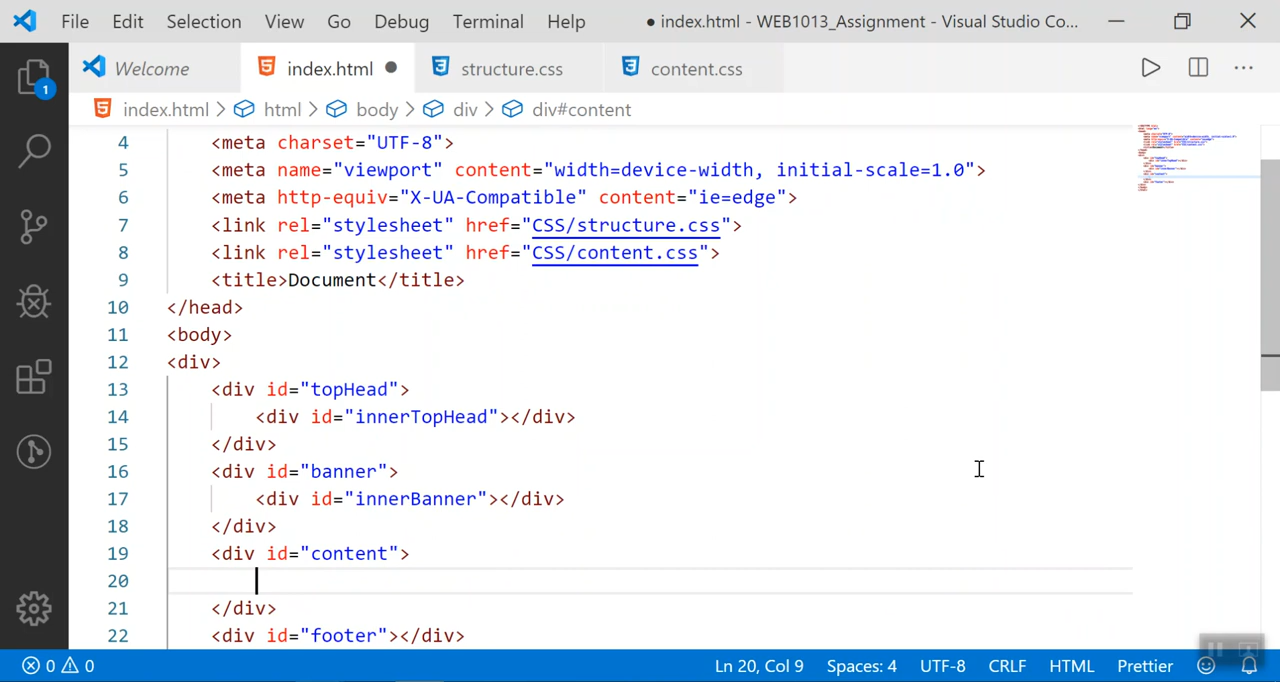 File Edit Selection View Go Debug Terminal Help ● index.html - WEB1013_Assignment - Visual Studio Co...
Welcome index.html ● structure.css content.css ...
index.html > html > body > div > div#content
1
4 <meta charset="UTF-8">
5 <meta name="viewport" content="width=device-width, initial-scale=1.0">
6 <meta http-equiv="X-UA-Compatible" content="ie=edge">
7 <link rel="stylesheet" href="CSS/structure.css">
8 <link rel="stylesheet" href="CSS/content.css">
9 <title>Document</title>
10 </head>
11 <body>
12 <div>
13 <div id="topHead">
14 <div id="innerTopHead"></div>
15 </div>
16 <div id="banner">
17 <div id="innerBanner"></div>
18 </div>
19 <div id="content">
20
21 </div>
22 <div id="footer"></div>
0 0 Ln 20, Col 9 Spaces: 4 UTF-8 CRLF HTML Prettier